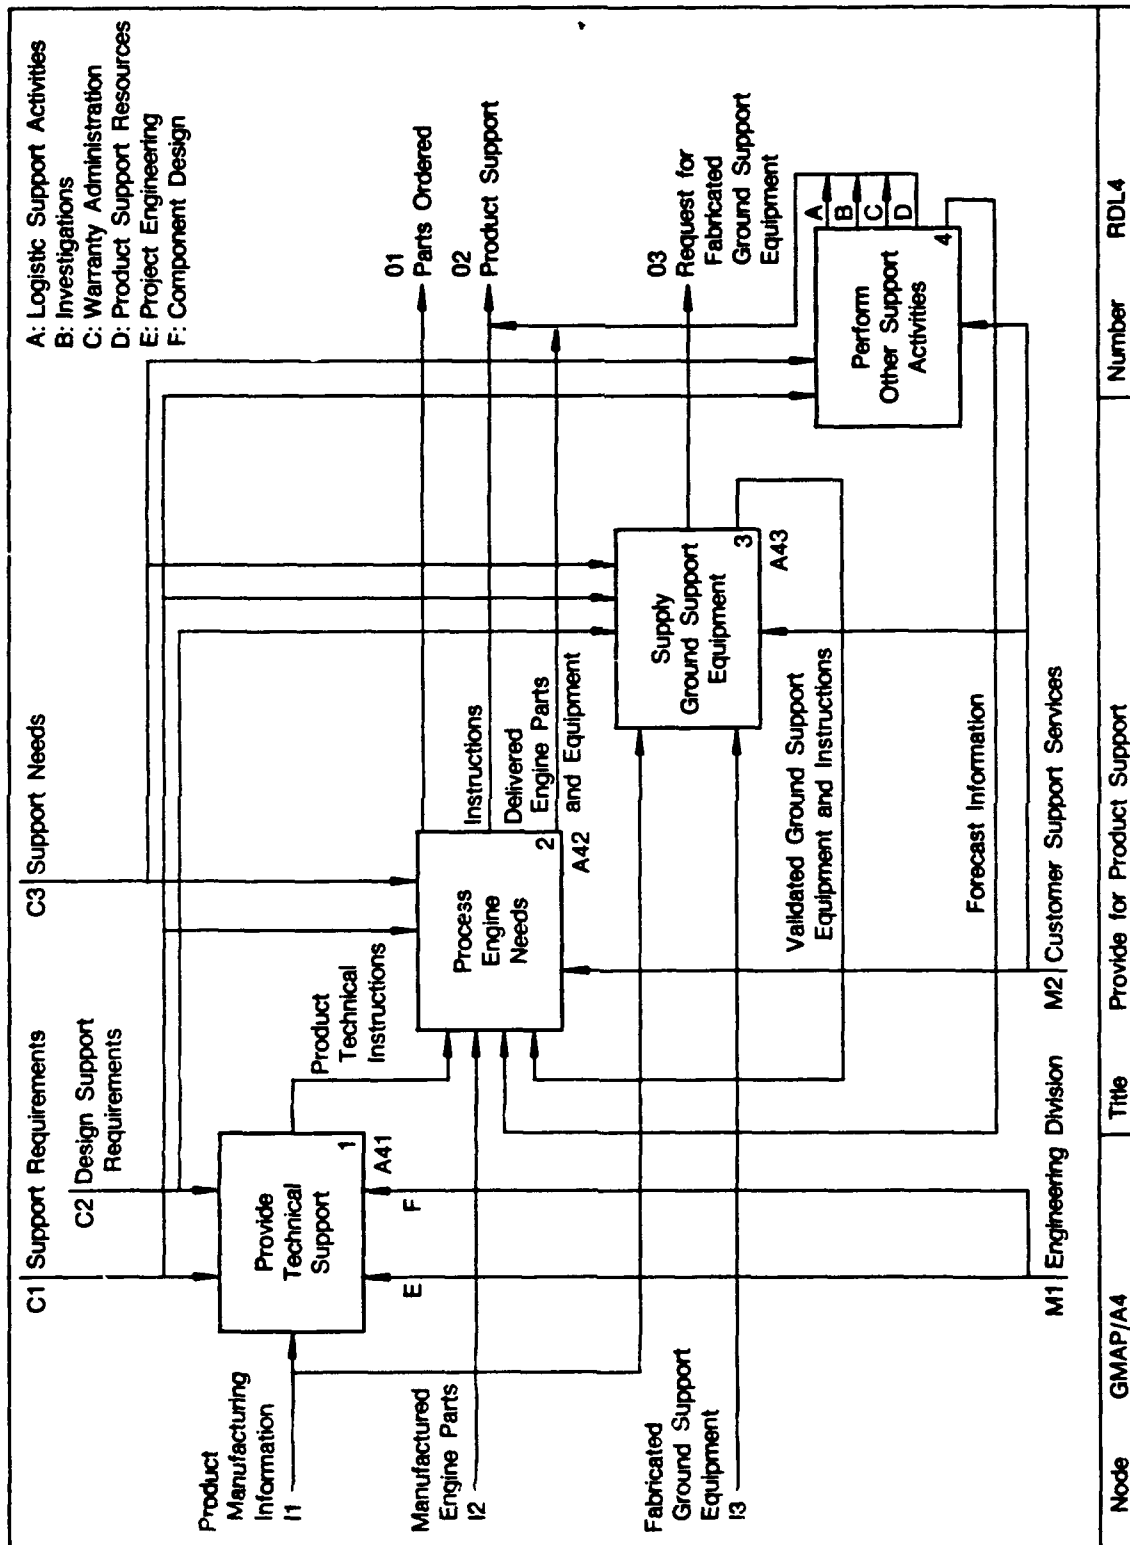 A: Logistic Support Activities
B: Investigations
C: Warranty Administration
D: Product Support Resources
E: Project Engineering
F: Component Design
C1 Support Requirements
C2 Design Support
Requirements
C3 Support Needs
Product
Manufacturing
Information
I1
Provide
Technical
Support
1
A41
Product
Technical
Instructions
E
F
Manufactured
Engine Parts
I2
Process
Engine
Needs
2
A42
Instructions
Delivered
Engine Parts
and Equipment
01
Parts Ordered
02
Product Support
Fabricated
Ground Support
Equipment
I3
Supply
Ground Support
Equipment
3
A43
03
Request for
Fabricated
Ground Support
Equipment
Validated Ground Support
Equipment and Instructions
Perform
Other Support
Activities
4
A
B
C
D
Forecast Information
M1 Engineering Division
M2 Customer Support Services
Node GMAP/A4
Title Provide for Product Support
Number RDL4